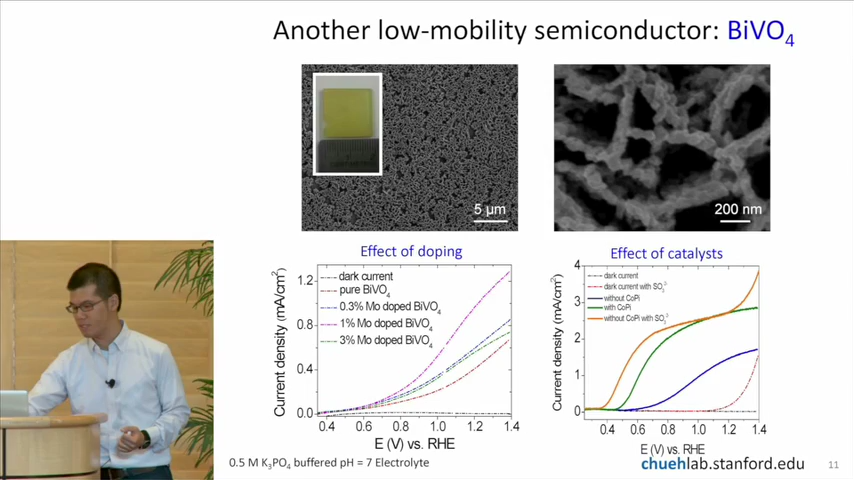 Another low-mobility semiconductor: BiVO₄
5 µm
200 nm
Effect of doping
1.2
0.8
0.4
0.0
Current density (mA/cm²)
dark current
pure BiVO₄
0.3% Mo doped BiVO₄
1% Mo doped BiVO₄
3% Mo doped BiVO₄
0.4 0.6 0.8 1.0 1.2 1.4
E (V) vs. RHE
Effect of catalysts
4
3
2
1
0
Current density (mA/cm²)
dark current
dark current with SO₃²⁻
without CoPi
with CoPi
without CoPi with SO₃²⁻
0.4 0.6 0.8 1.0 1.2 1.4
E (V) vs. RHE
0.5 M K₃PO₄ buffered pH = 7 Electrolyte
chuehlab.stanford.edu
11